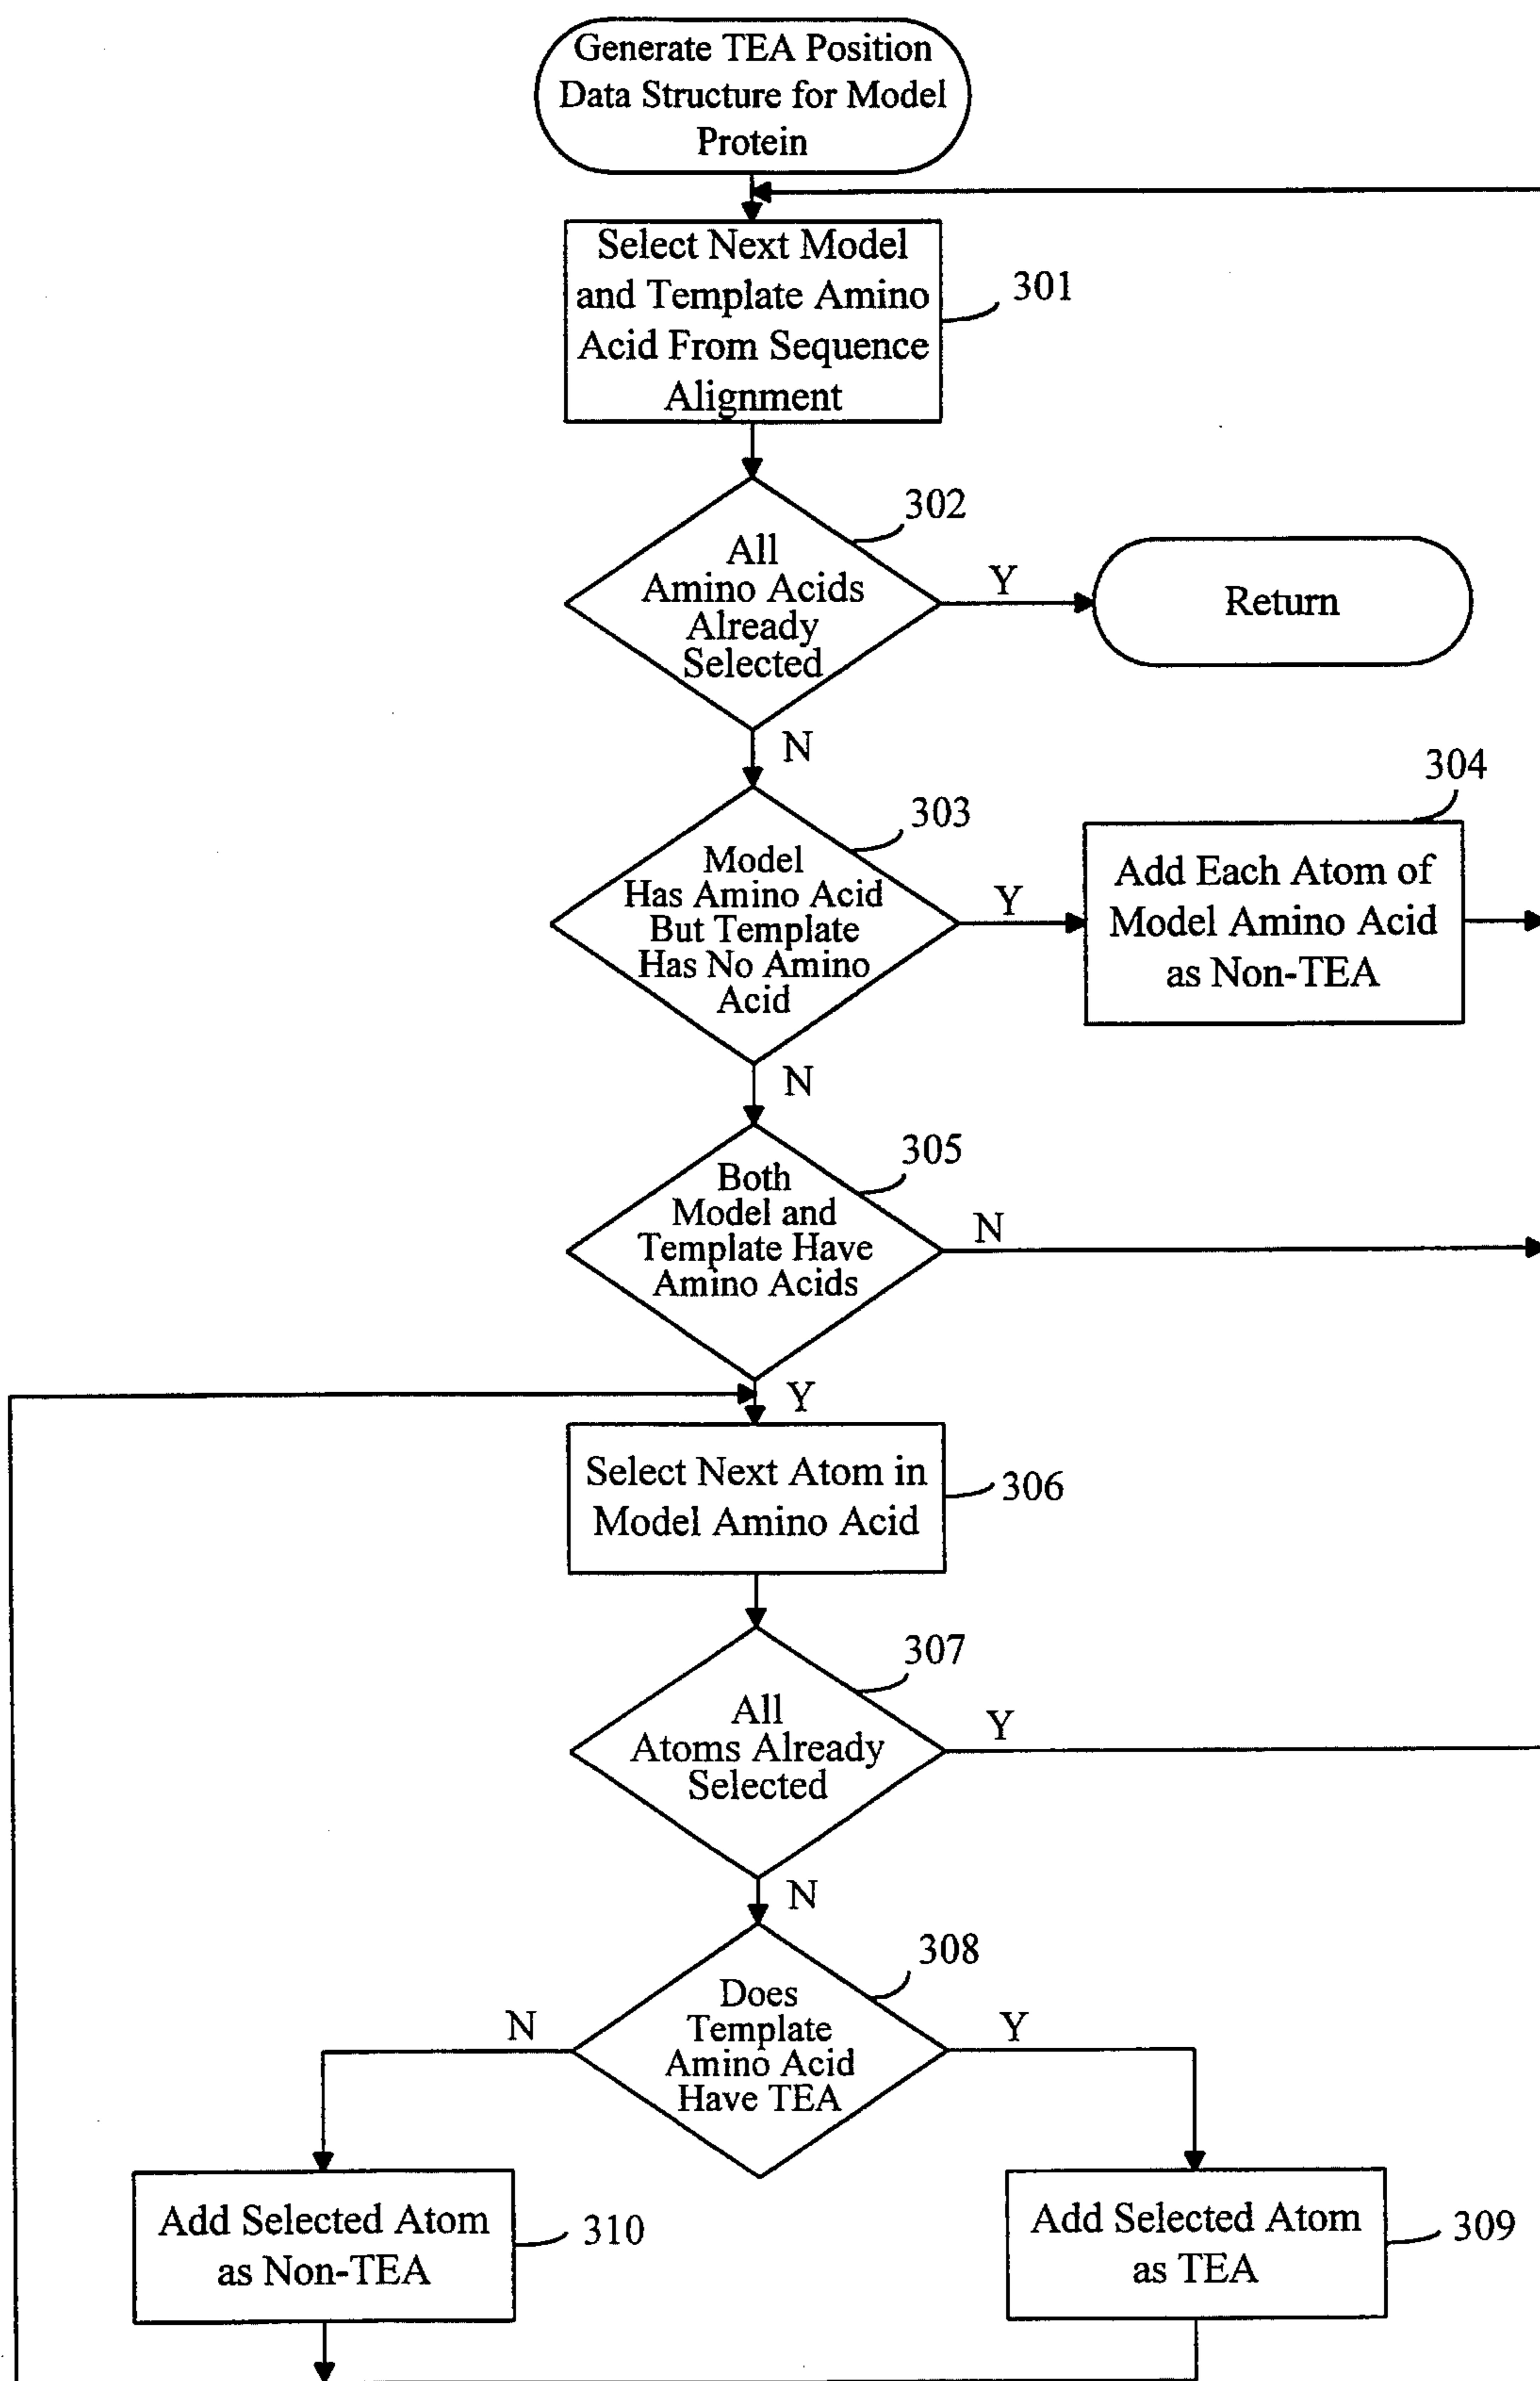 Generate TEA Position
Data Structure for Model
Protein
Select Next Model
and Template Amino
Acid From Sequence
Alignment
301
302
All
Amino Acids
Already
Selected
Y
Return
N
303
304
Model
Has Amino Acid
But Template
Has No Amino
Acid
Y
Add Each Atom of
Model Amino Acid
as Non-TEA
N
305
Both
Model and
Template Have
Amino Acids
N
Y
Select Next Atom in
Model Amino Acid
306
307
All
Atoms Already
Selected
Y
N
308
Does
Template
Amino Acid
Have TEA
N
Y
Add Selected Atom
as Non-TEA
310
Add Selected Atom
as TEA
309